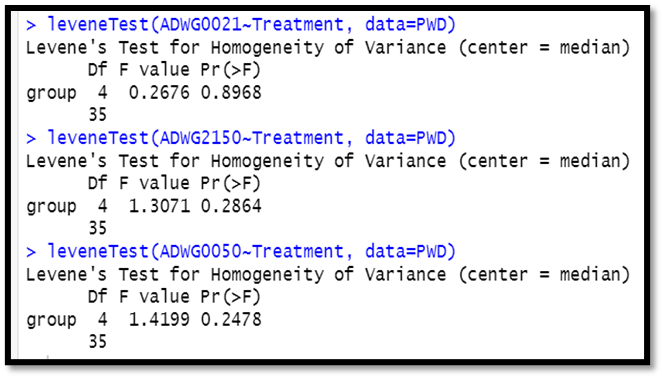 > leveneTest(ADWG0021~Treatment, data=PWD)
Levene's Test for Homogeneity of Variance (center = median)
Df F value Pr(>F)
group 4 0.2676 0.8968
35
> leveneTest(ADWG2150~Treatment, data=PWD)
Levene's Test for Homogeneity of Variance (center = median)
Df F value Pr(>F)
group 4 1.3071 0.2864
35
> leveneTest(ADWG0050~Treatment, data=PWD)
Levene's Test for Homogeneity of Variance (center = median)
Df F value Pr(>F)
group 4 1.4199 0.2478
35